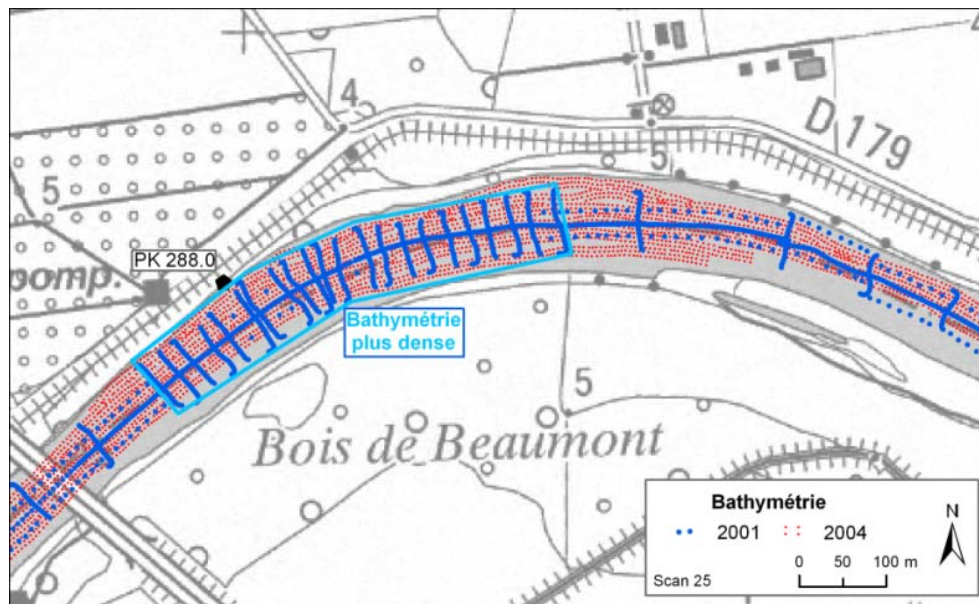 4
D 179
5
5
PK 288.0
pomp.
Bathymétrie
plus dense
5
Bois de Beaumont
Bathymétrie
2001
2004
N
0 50 100 m
Scan 25